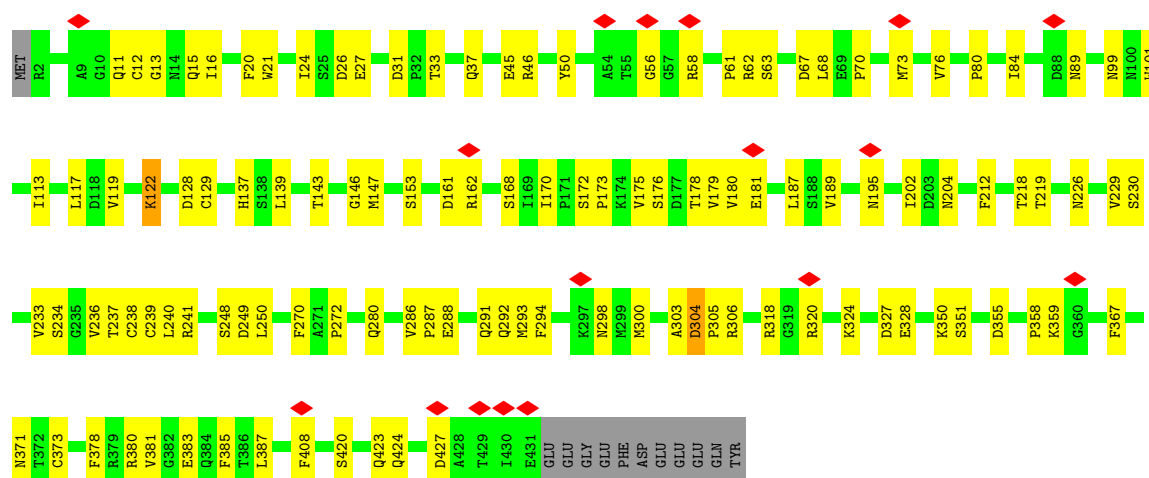 MET R2 A9 G10 Q11 C12 G13 N14 Q15 I16 F20 W21 I24 S25 D26 E27 D31 P32 T33 Q37 E45 R46 Y50 A54 T55 G56 G57 R58 P61 R62 S63 D67 L68 E69 P70 M73 V76 P80 I84 D88 N89 N99 N100
I113 L117 D118 V119 K122 D128 C129 H137 S138 L139 T143 G146 M147 S153 D161 R162 S168 I169 I170 P171 S172 P173 K174 V175 S176 D177 T178 V179 V180 E181 L187 S188 V189 N195 I202 D203 N204 F212 T218 T219 N226 V229 S230
V233 S234 G235 V236 T237 C238 C239 L240 R241 S248 D249 L250 F270 A271 P272 Q280 V286 P287 E288 Q291 Q292 M293 F294 K297 N298 M299 M300 A303 D304 P305 R306 R318 G319 R320 K324 D327 E328 K350 S351 D355 P358 K359 G360 F367
N371 T372 C373 F378 R379 R380 V381 G382 E383 Q384 F385 T386 L387 F408 S420 Q423 Q424 D427 A428 T429 I430 E431 GLU GLU GLY GLU PHE ASP GLU GLU GLU GLN TYR